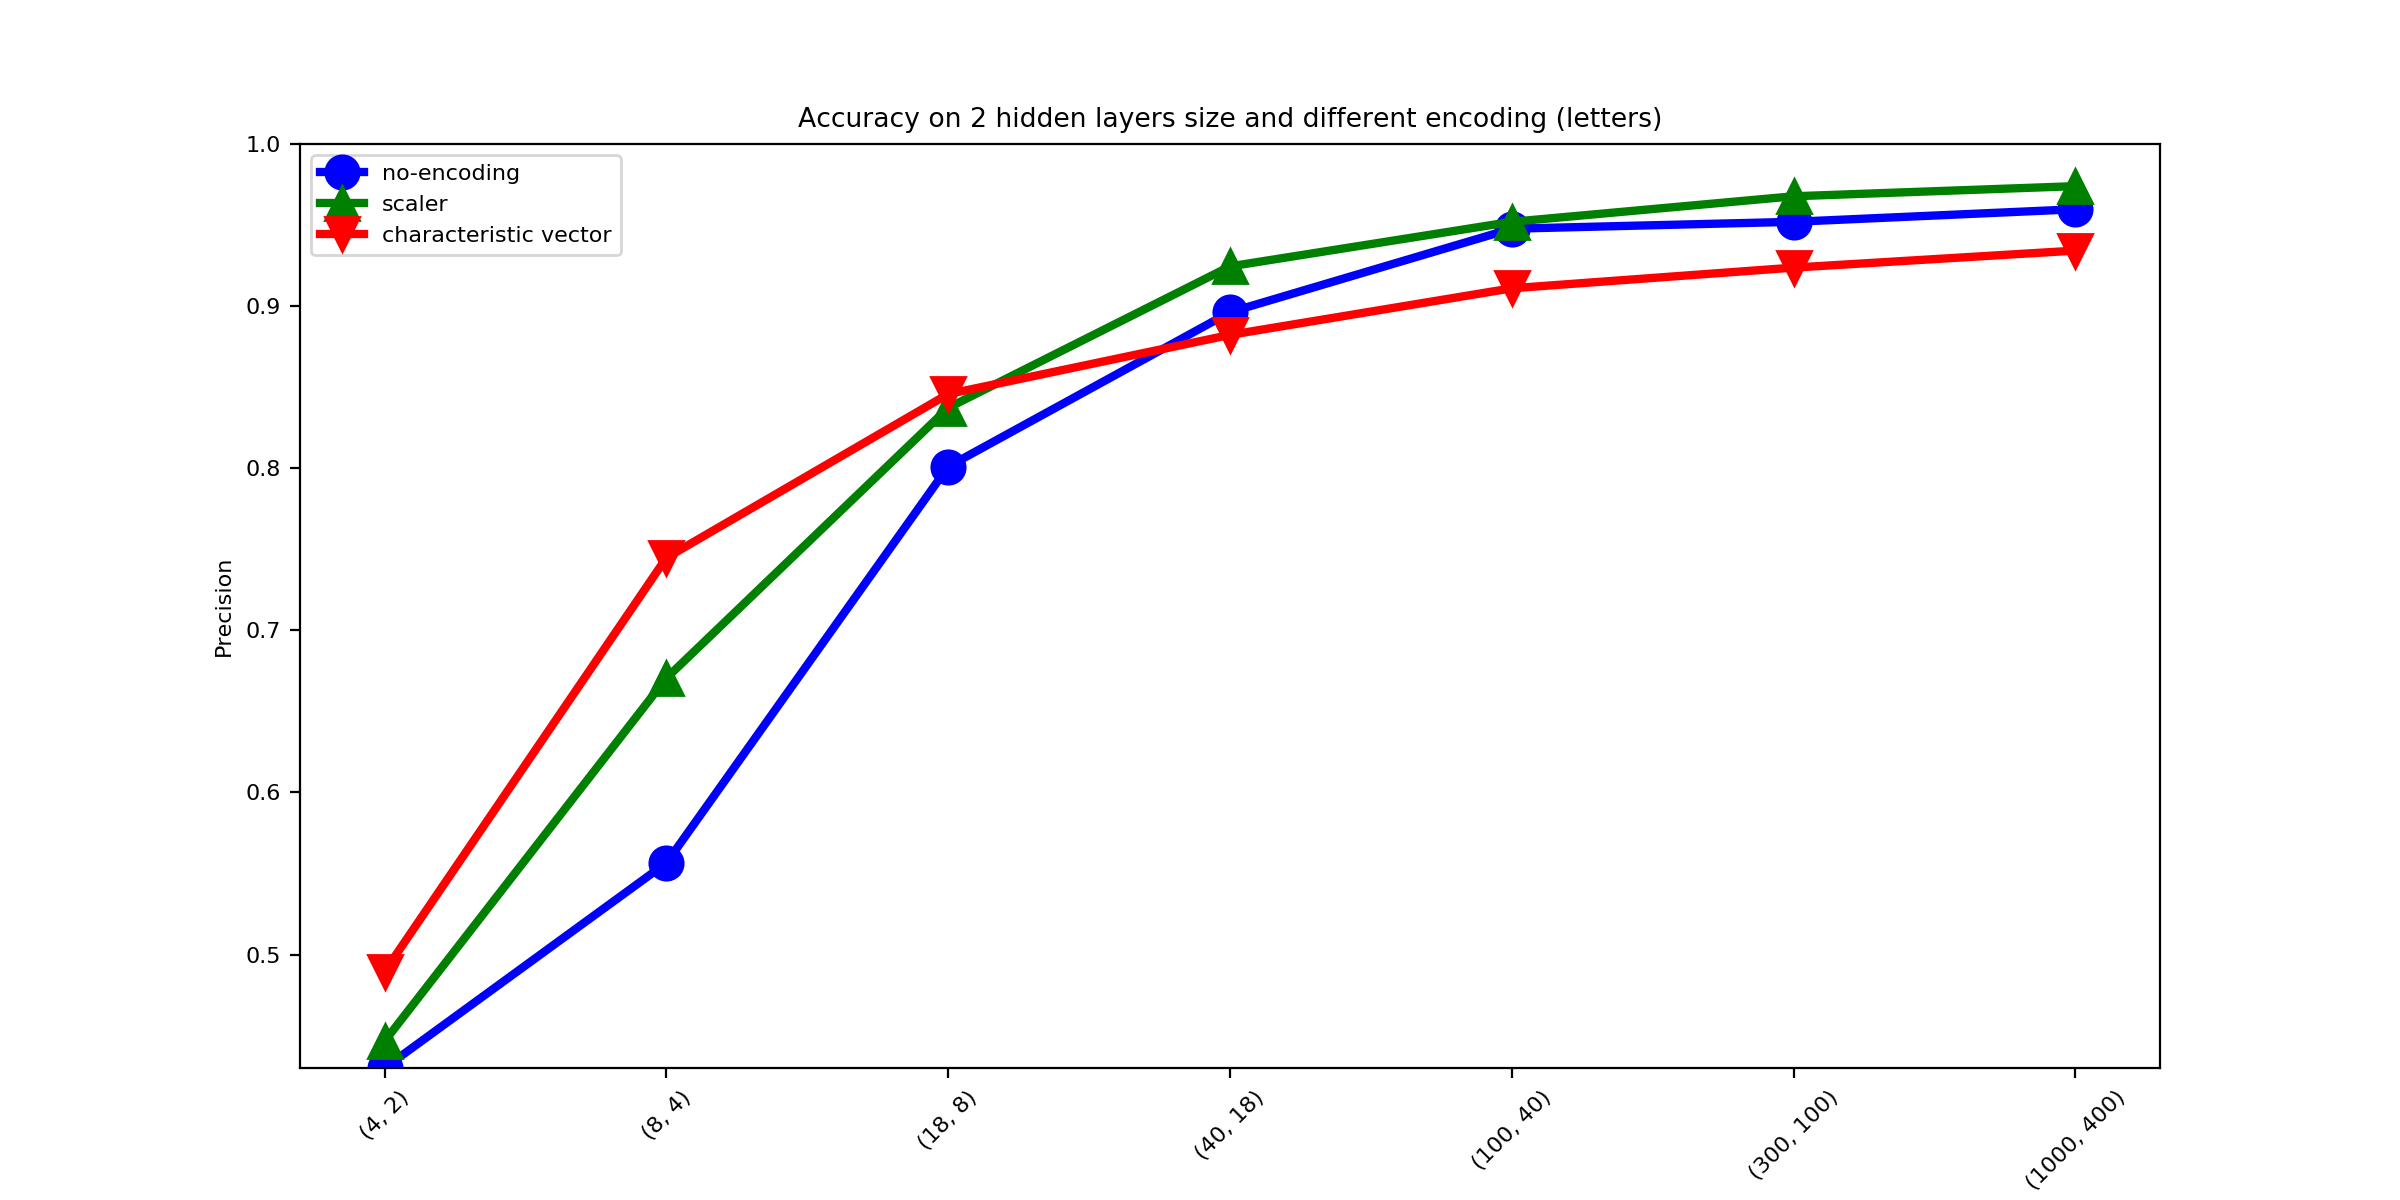 Accuracy on 2 hidden layers size and different encoding (letters)
1.0
no-encoding
scaler
characteristic vector
0.9
0.8
0.7
Precision
0.6
0.5
(4, 2)
(8, 4)
(18, 8)
(40, 18)
(100, 40)
(300, 100)
(1000, 400)